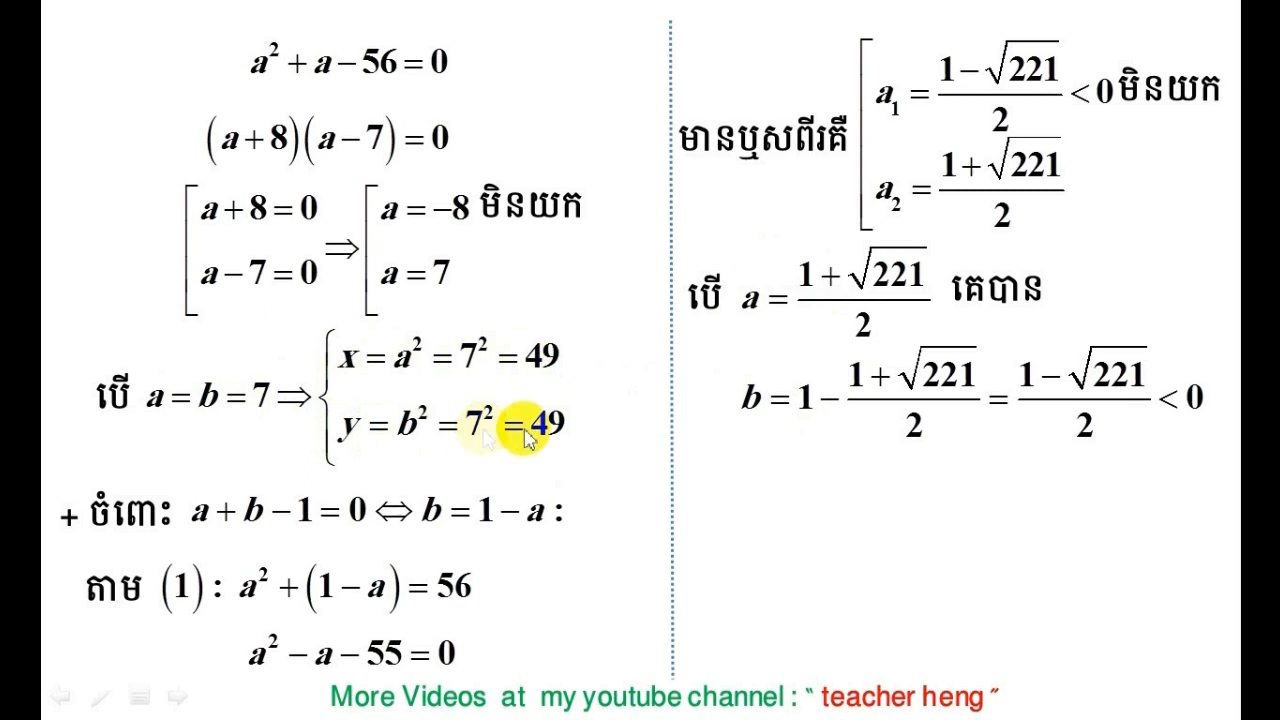 a² + a − 56 = 0
(a + 8)(a − 7) = 0
[ a + 8 = 0 ⇒ [ a = −8 មិនយក
a − 7 = 0 a = 7
បើ a = b = 7 ⇒ { x = a² = 7² = 49
y = b² = 7² = 49
+ ចំពោះ a + b − 1 = 0 ⇔ b = 1 − a :
តាម (1) : a² + (1 − a) = 56
a² − a − 55 = 0
មានឬសពីរគឺ [ a₁ = (1 − √221)/2 < 0 មិនយក
a₂ = (1 + √221)/2
បើ a = (1 + √221)/2 គេបាន
b = 1 − (1 + √221)/2 = (1 − √221)/2 < 0
More Videos at my youtube channel : “ teacher heng ”